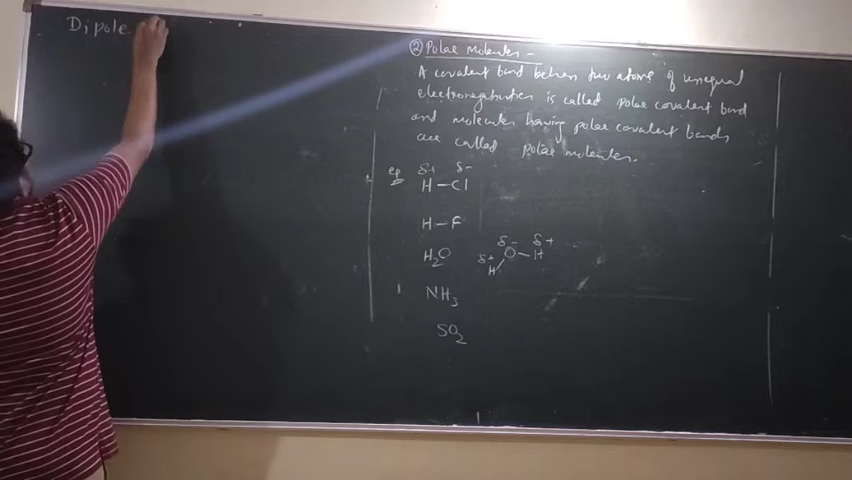 Dipole
② Polar Molecules -
A covalent bond between two atoms of unequal
electronegativities is called polar covalent bond
and molecules having polar covalent bonds
are called polar molecules.
eg δ+ δ-
H - Cl
H - F
H2O δ- δ+
δ+ O - H
H
NH3
SO2